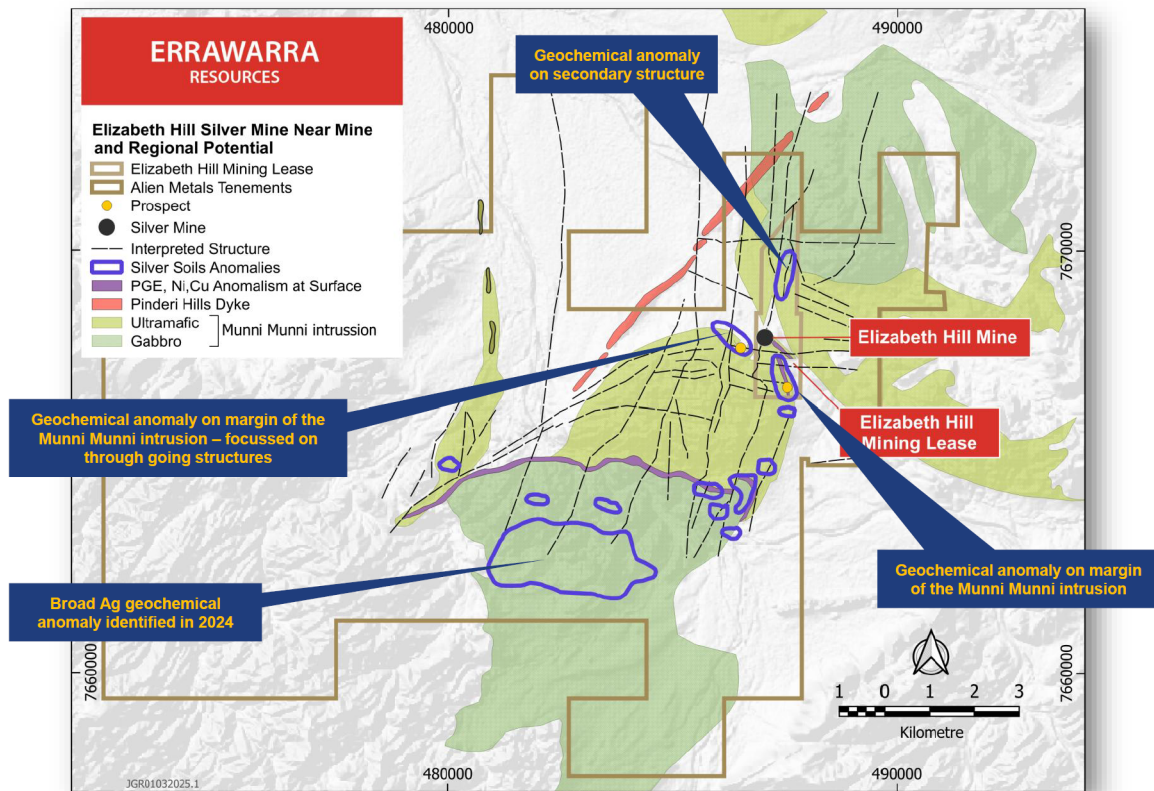 480000
490000
ERRAWARRA
RESOURCES
Elizabeth Hill Silver Mine Near Mine
and Regional Potential
Elizabeth Hill Mining Lease
Alien Metals Tenements
Prospect
Silver Mine
Interpreted Structure
Silver Soils Anomalies
PGE, Ni,Cu Anomalism at Surface
Pinderi Hills Dyke
Ultramafic
Gabbro
Munni Munni intrussion
Geochemical anomaly
on secondary structure
7670000
Elizabeth Hill Mine
Elizabeth Hill
Mining Lease
Geochemical anomaly on margin of the
Munni Munni intrusion – focussed on
through going structures
Geochemical anomaly on margin
of the Munni Munni intrusion
Broad Ag geochemical
anomaly identified in 2024
7660000
7660000
1 0 1 2 3
Kilometre
JGR01032025.1
480000
490000